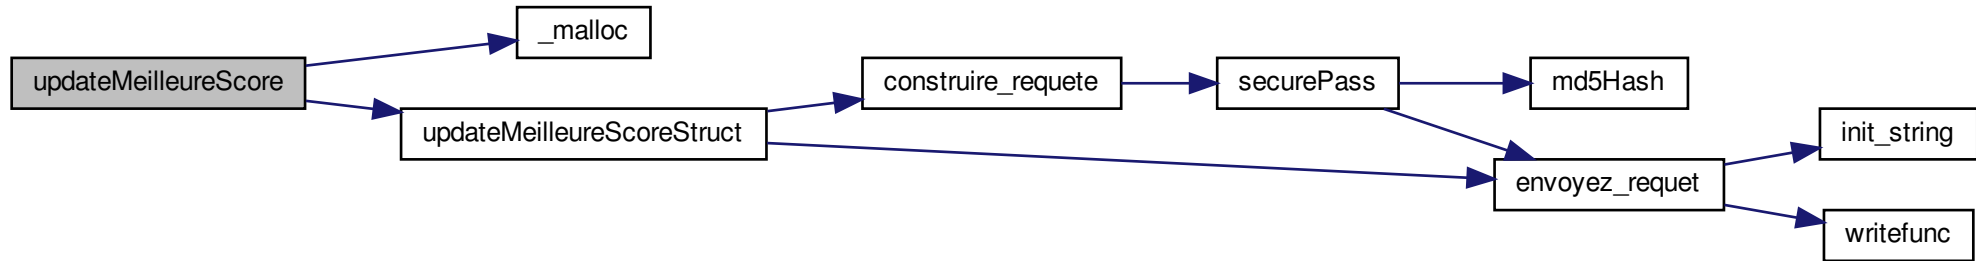 _malloc
updateMeilleureScore
construire_requete
securePass
md5Hash
updateMeilleureScoreStruct
init_string
envoyez_requet
writefunc